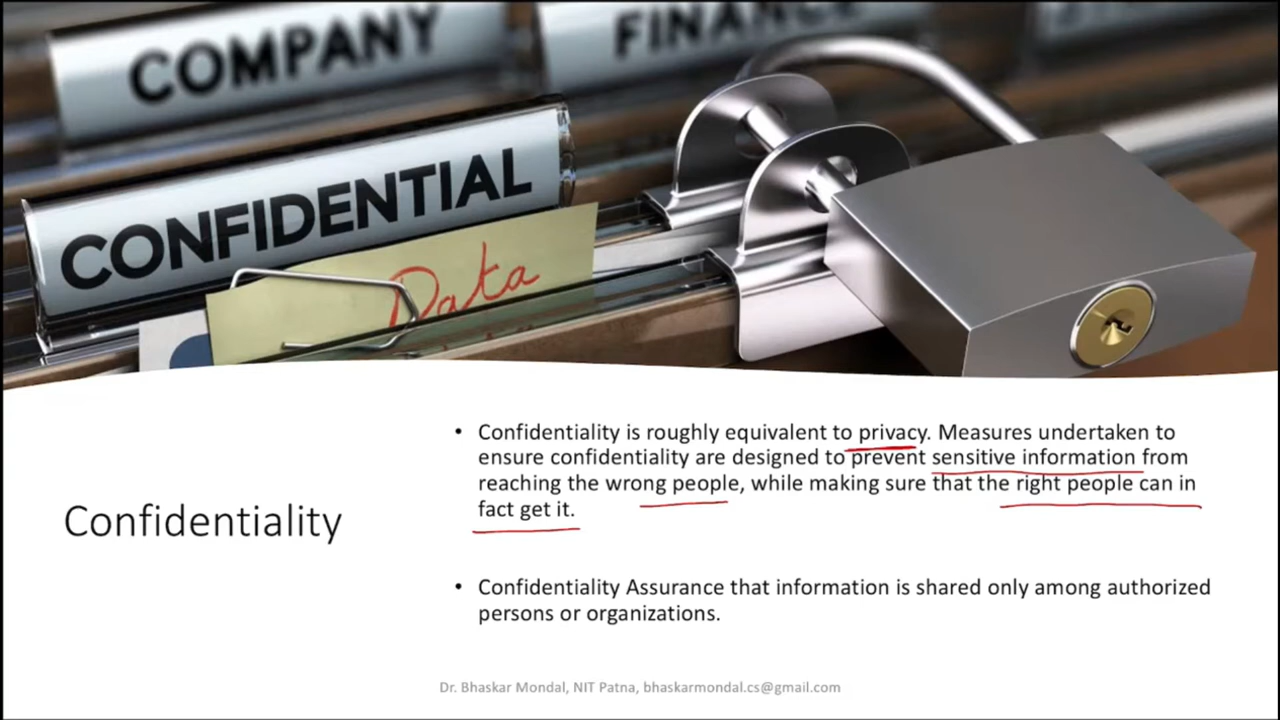 COMPANY
FINAN
CONFIDENTIAL
Data
Confidentiality
• Confidentiality is roughly equivalent to privacy. Measures undertaken to
ensure confidentiality are designed to prevent sensitive information from
reaching the wrong people, while making sure that the right people can in
fact get it.
• Confidentiality Assurance that information is shared only among authorized
persons or organizations.
Dr. Bhaskar Mondal, NIT Patna, bhaskarmondal.cs@gmail.com